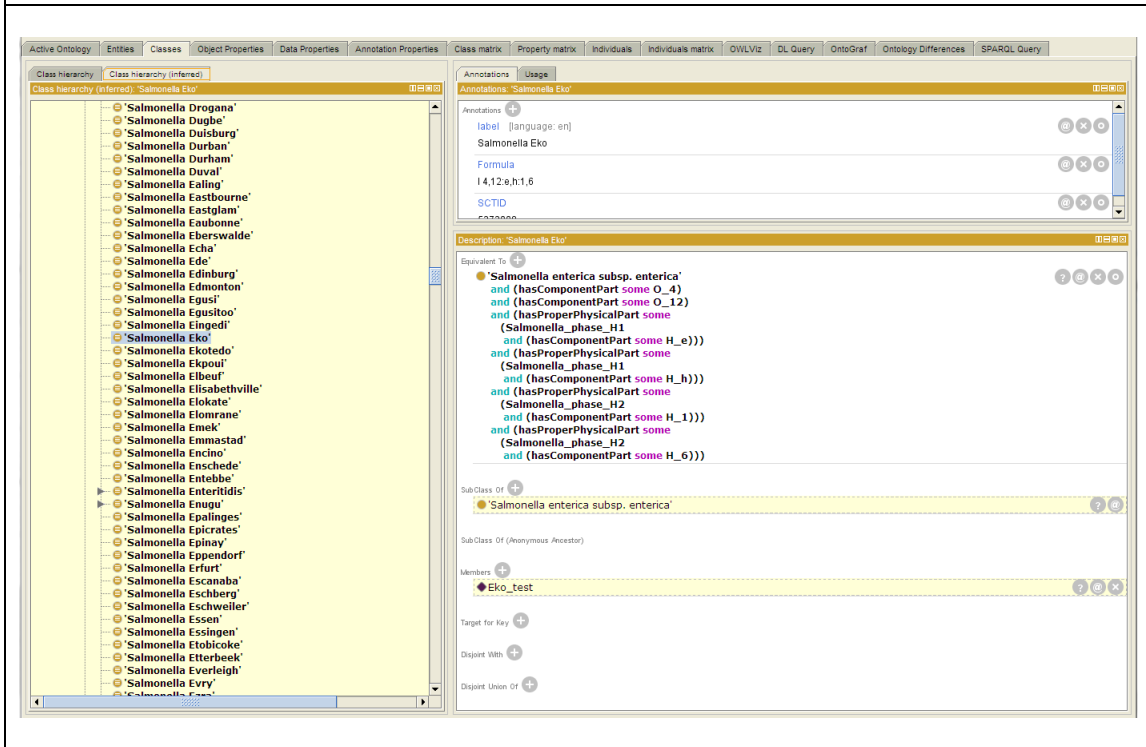 Active Ontology Entities Classes Object Properties Data Properties Annotation Properties Class matrix Property matrix Individuals Individuals matrix OWLViz DL Query OntoGraf Ontology Differences SPARQL Query
Class hierarchy Class hierarchy (inferred)
Class hierarchy (inferred): 'Salmonella Eko'
'Salmonella Drogana'
'Salmonella Dugbe'
'Salmonella Duisburg'
'Salmonella Durban'
'Salmonella Durham'
'Salmonella Duval'
'Salmonella Ealing'
'Salmonella Eastbourne'
'Salmonella Eastglam'
'Salmonella Eaubonne'
'Salmonella Eberswalde'
'Salmonella Echa'
'Salmonella Ede'
'Salmonella Edinburg'
'Salmonella Edmonton'
'Salmonella Egusi'
'Salmonella Egusitoo'
'Salmonella Eingedi'
'Salmonella Eko'
'Salmonella Ekotedo'
'Salmonella Ekpoui'
'Salmonella Elbeuf'
'Salmonella Elisabethville'
'Salmonella Elokate'
'Salmonella Elomrane'
'Salmonella Emek'
'Salmonella Emmastad'
'Salmonella Encino'
'Salmonella Enschede'
'Salmonella Entebbe'
'Salmonella Enteritidis'
'Salmonella Enugu'
'Salmonella Epalinges'
'Salmonella Epicrates'
'Salmonella Epinay'
'Salmonella Eppendorf'
'Salmonella Erfurt'
'Salmonella Escanaba'
'Salmonella Eschberg'
'Salmonella Eschweiler'
'Salmonella Essen'
'Salmonella Essingen'
'Salmonella Etobicoke'
'Salmonella Etterbeek'
'Salmonella Everleigh'
'Salmonella Evry'
'Salmonella Ezra'
Annotations Usage
Annotations: 'Salmonella Eko'
Annotations
label [language: en]
Salmonella Eko
Formula
I 4,12:e,h:1,6
SCTID
Description: 'Salmonella Eko'
Equivalent To
'Salmonella enterica subsp. enterica'
and (hasComponentPart some O_4)
and (hasComponentPart some O_12)
and (hasProperPhysicalPart some
(Salmonella_phase_H1
and (hasComponentPart some H_e)))
and (hasProperPhysicalPart some
(Salmonella_phase_H1
and (hasComponentPart some H_h)))
and (hasProperPhysicalPart some
(Salmonella_phase_H2
and (hasComponentPart some H_1)))
and (hasProperPhysicalPart some
(Salmonella_phase_H2
and (hasComponentPart some H_6)))
SubClass Of
'Salmonella enterica subsp. enterica'
SubClass Of (Anonymous Ancestor)
Members
Eko_test
Target for Key
Disjoint With
Disjoint Union Of